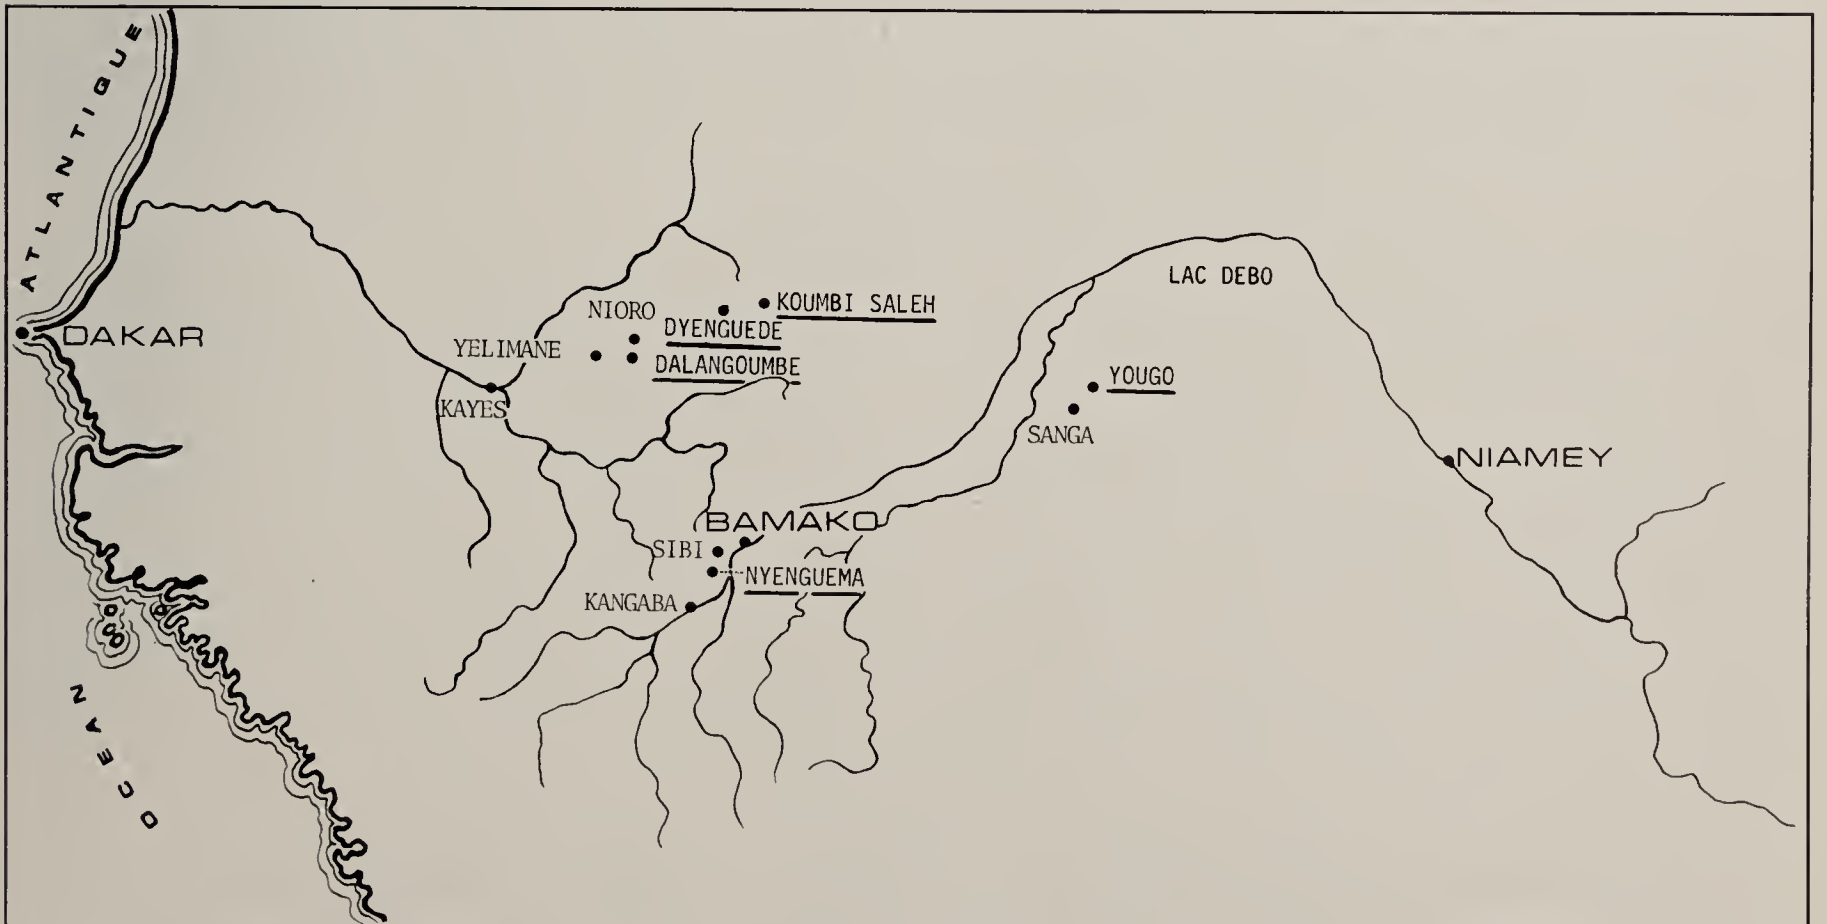 OCEAN ATLANTIQUE
DAKAR
NIORO
KOUMBI SALEH
DYENGUEDE
YELIMANE
DALANGOUMBE
KAYES
LAC DEBO
YOUGO
SANGA
NIAMEY
BAMAKO
SIBI
NYENGUEMA
KANGABA